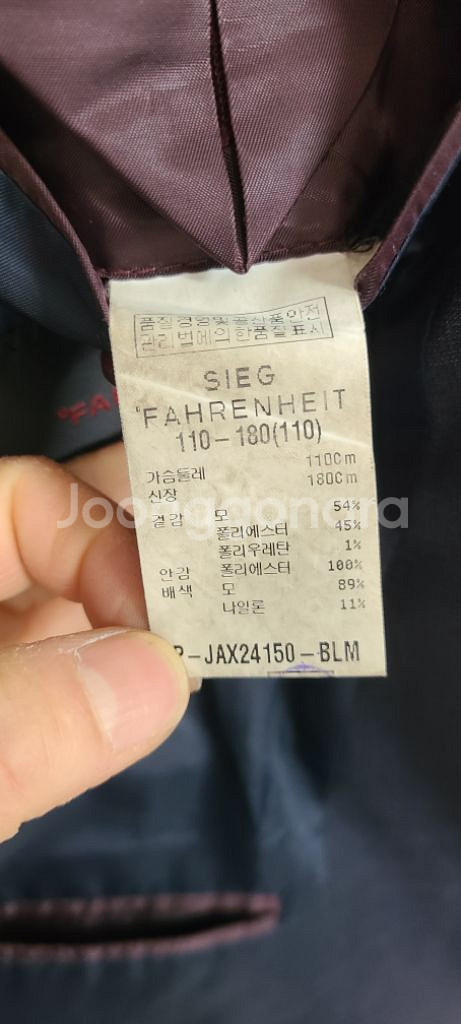 품질경영및공산품안전
관리법에의한품질표시
SIEG
°FAHRENHEIT
110-180(110)
가슴둘레 110Cm
신장 180Cm
겉감 모 54%
폴리에스터 45%
폴리우레탄 1%
안감 폴리에스터 100%
배색 모 89%
나일론 11%
P-JAX24150-BLM
°FA
Joonggonara